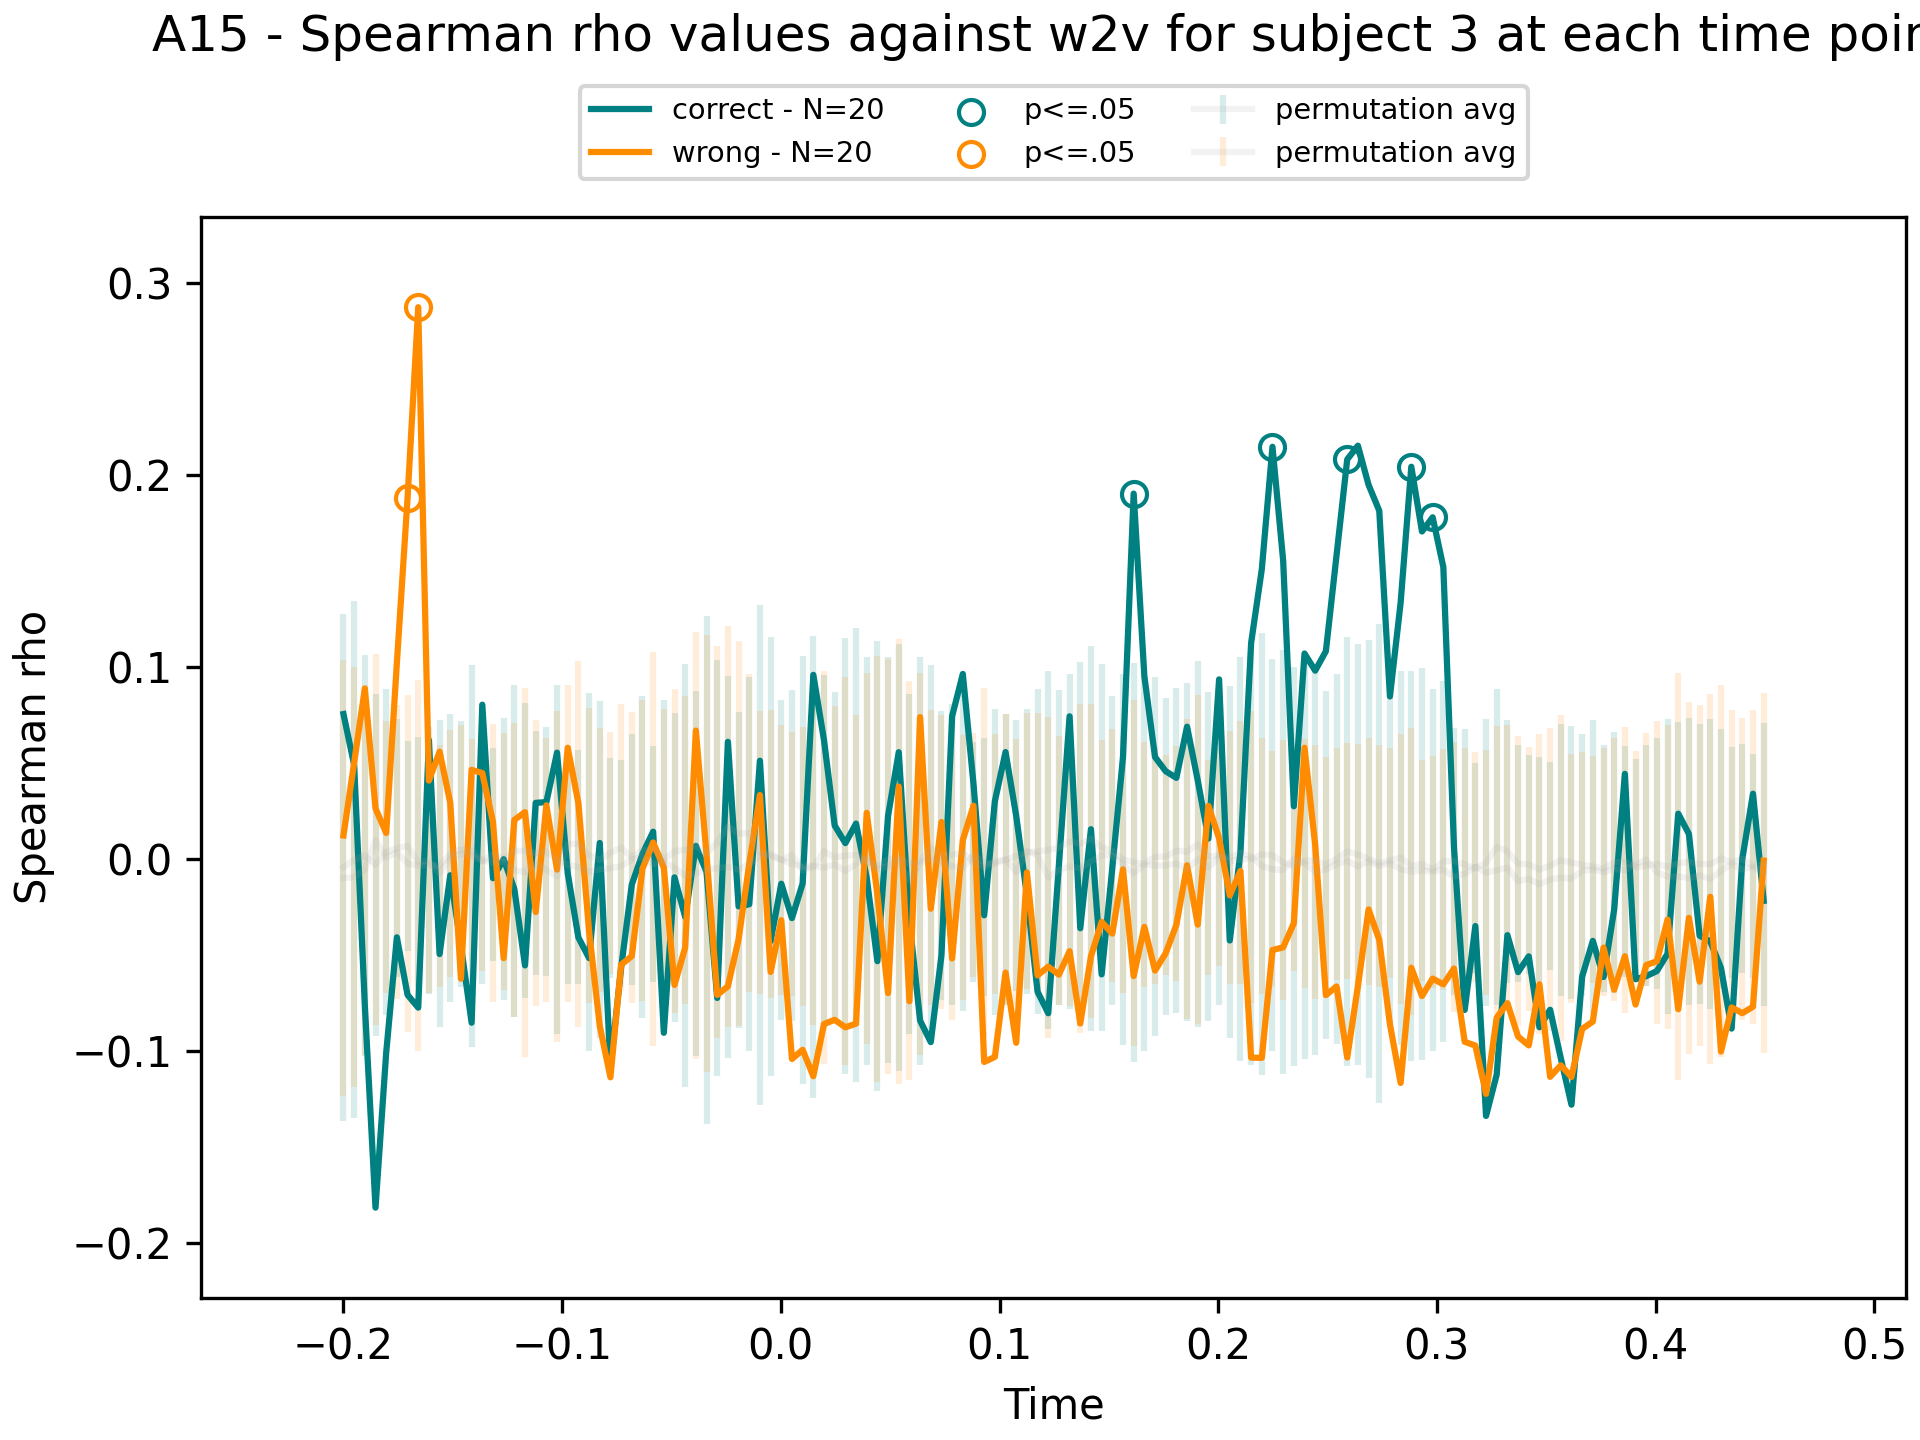 A15 - Spearman rho values against w2v for subject 3 at each time
correct - N=20 p<=.05 permutation avg
wrong - N=20 p<=.05 permutation avg
0.3
0.2
0.1
0.0
−0.1
−0.2
Spearman rho
−0.2 −0.1 0.0 0.1 0.2 0.3 0.4 0.5
Time